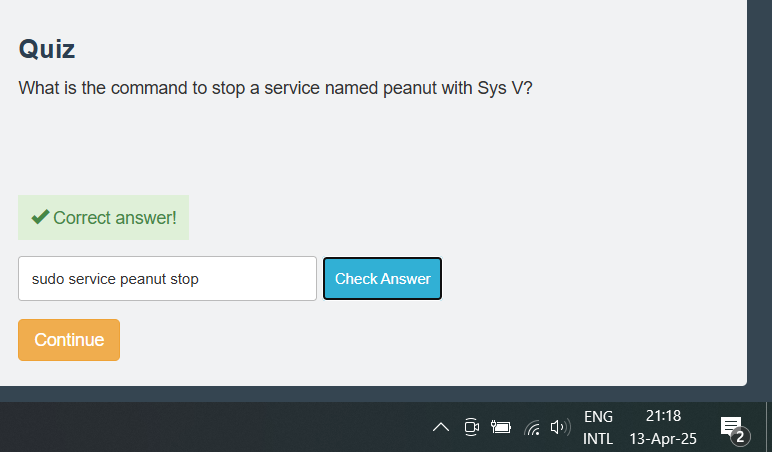 Quiz
What is the command to stop a service named peanut with Sys V?
Correct answer!
sudo service peanut stop
Check Answer
Continue
ENG
INTL
21:18
13-Apr-25
2